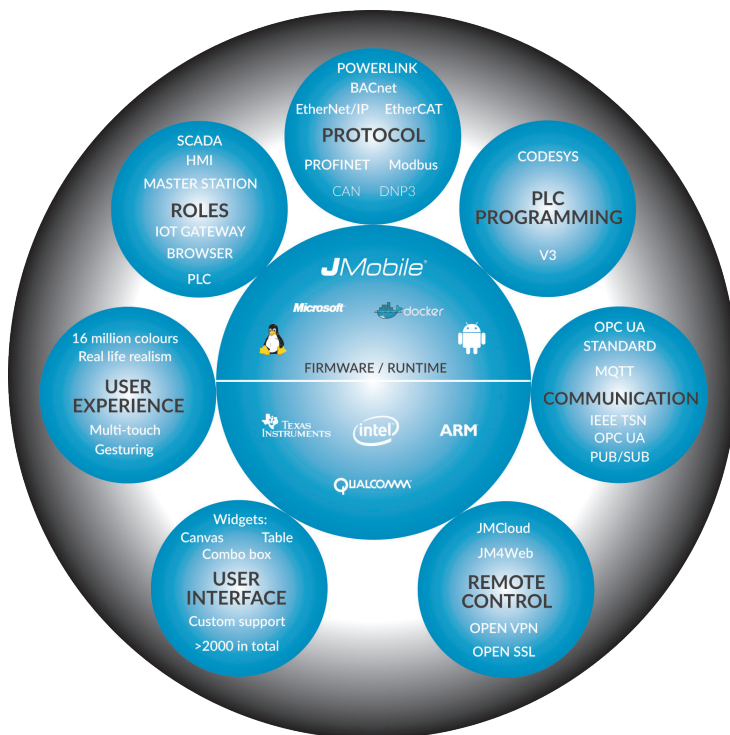 POWERLINK
BACnet
EtherNet/IP EtherCAT
PROTOCOL
PROFINET Modbus
CAN DNP3
SCADA
HMI
MASTER STATION
ROLES
IOT GATEWAY
BROWSER
PLC
CODESYS
PLC
PROGRAMMING
V3
JMobile®
Microsoft
docker
FIRMWARE / RUNTIME
TEXAS
INSTRUMENTS
intel
ARM
QUALCOMM
16 million colours
Real life realism
USER
EXPERIENCE
Multi-touch
Gesturing
OPC UA
STANDARD
MQTT
COMMUNICATION
IEEE TSN
OPC UA
PUB/SUB
Widgets:
Canvas Table
Combo box
USER
INTERFACE
Custom support
>2000 in total
JMCloud
JM4Web
REMOTE
CONTROL
OPEN VPN
OPEN SSL